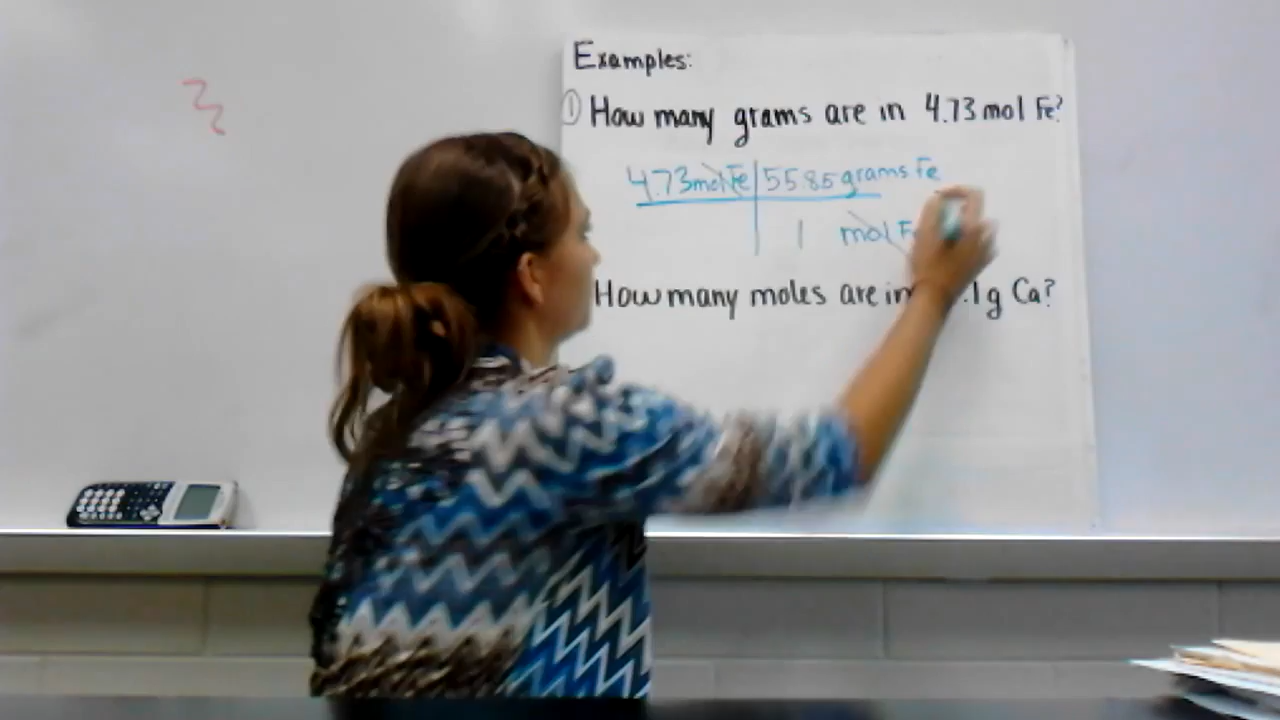 Examples:
① How many grams are in 4.73 mol Fe?
4.73 mol Fe | 55.85 grams Fe
1 mol F
How many moles are in .1g Ca?